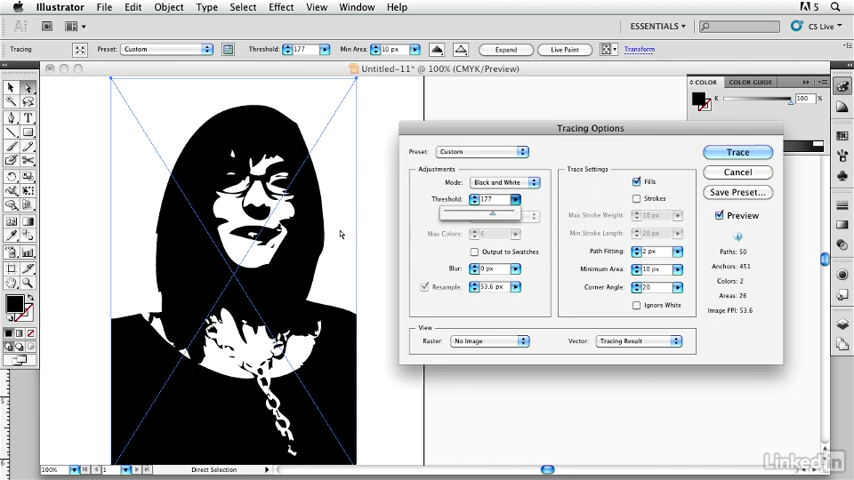 Illustrator File Edit Object Type Select Effect View Window Help 5
Ai Br ESSENTIALS CS Live
Tracing Preset: Custom Threshold: 177 Min Area: 10 px Expand Live Paint Transform
Untitled-11* @ 100% (CMYK/Preview)
COLOR COLOR GUIDE
K 100 %
Tracing Options
Preset: Custom Trace
Adjustments Trace Settings
Cancel
Mode: Black and White Fills
Save Preset...
Threshold: 177 Strokes
Max Stroke Weight: 10 px Preview
Max Colors: 6 Min Stroke Length: 20 px
Output to Swatches Path Fitting: 2 px Paths: 50
Anchors: 451
Blur: 0 px Minimum Area: 10 px Colors: 2
Resample: 53.6 px Corner Angle: 20 Areas: 26
Ignore White Image PPI: 53.6
View
Raster: No Image Vector: Tracing Result
100% 1 Direct Selection
LinkedIn